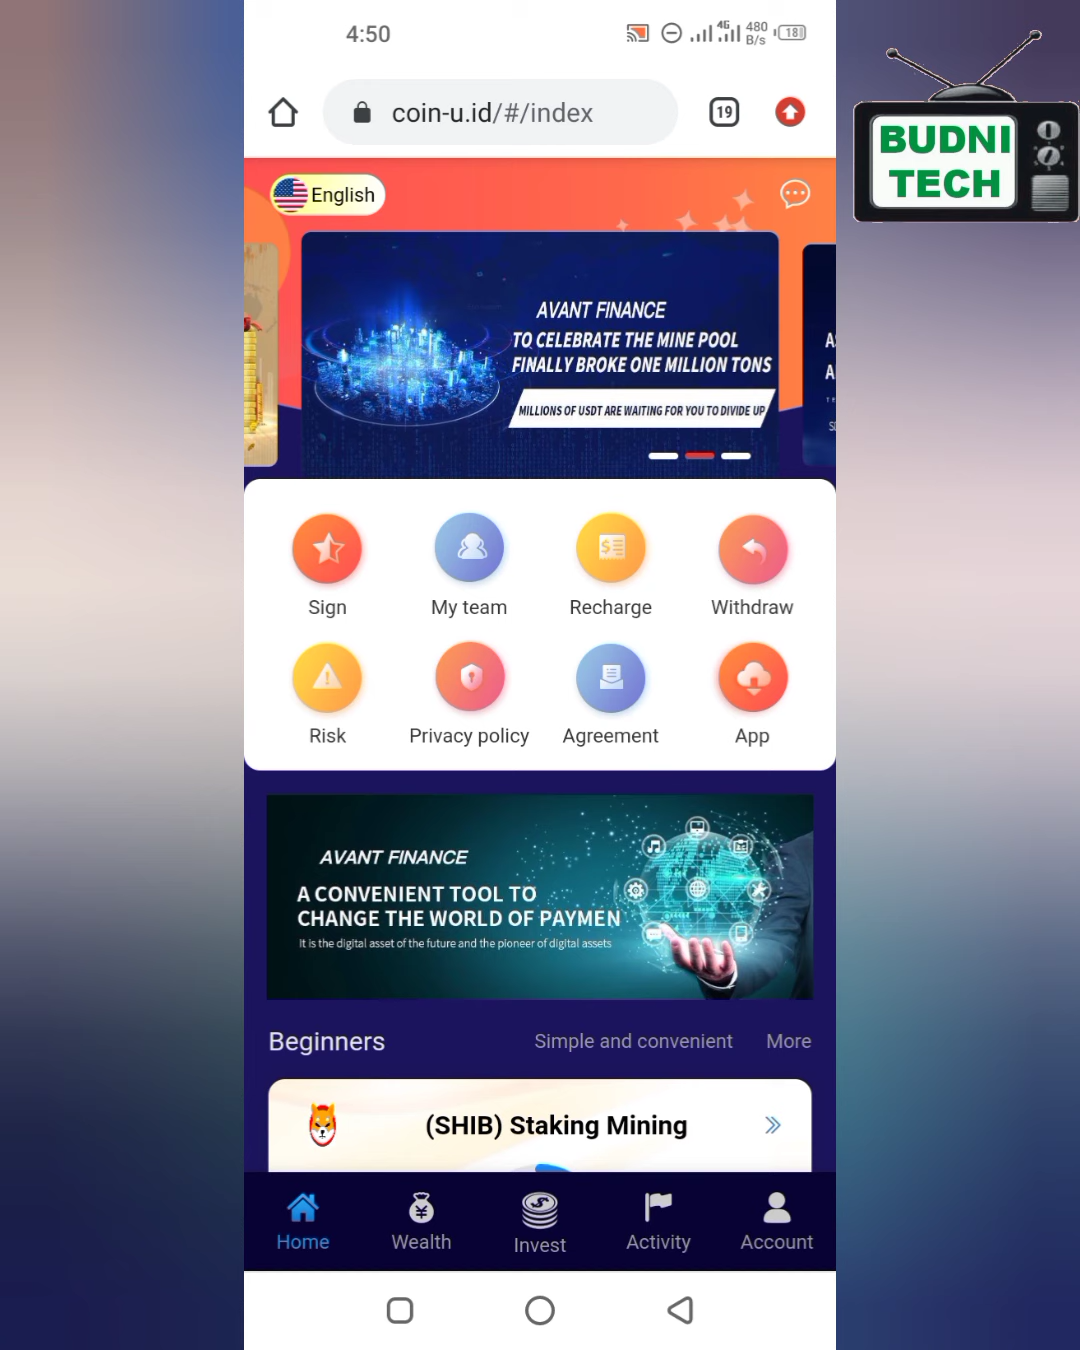 4:50
4G
480
B/s
18
coin-u.id/#/index
19
BUDNI
TECH
English
AVANT FINANCE
TO CELEBRATE THE MINE POOL
FINALLY BROKE ONE MILLION TONS
MILLIONS OF USDT ARE WAITING FOR YOU TO DIVIDE UP
Sign
My team
Recharge
Withdraw
Risk
Privacy policy
Agreement
App
AVANT FINANCE
A CONVENIENT TOOL TO
CHANGE THE WORLD OF PAYMEN
It is the digital asset of the future and the pioneer of digital assets
Beginners
Simple and convenient
More
(SHIB) Staking Mining
Home
Wealth
Invest
Activity
Account